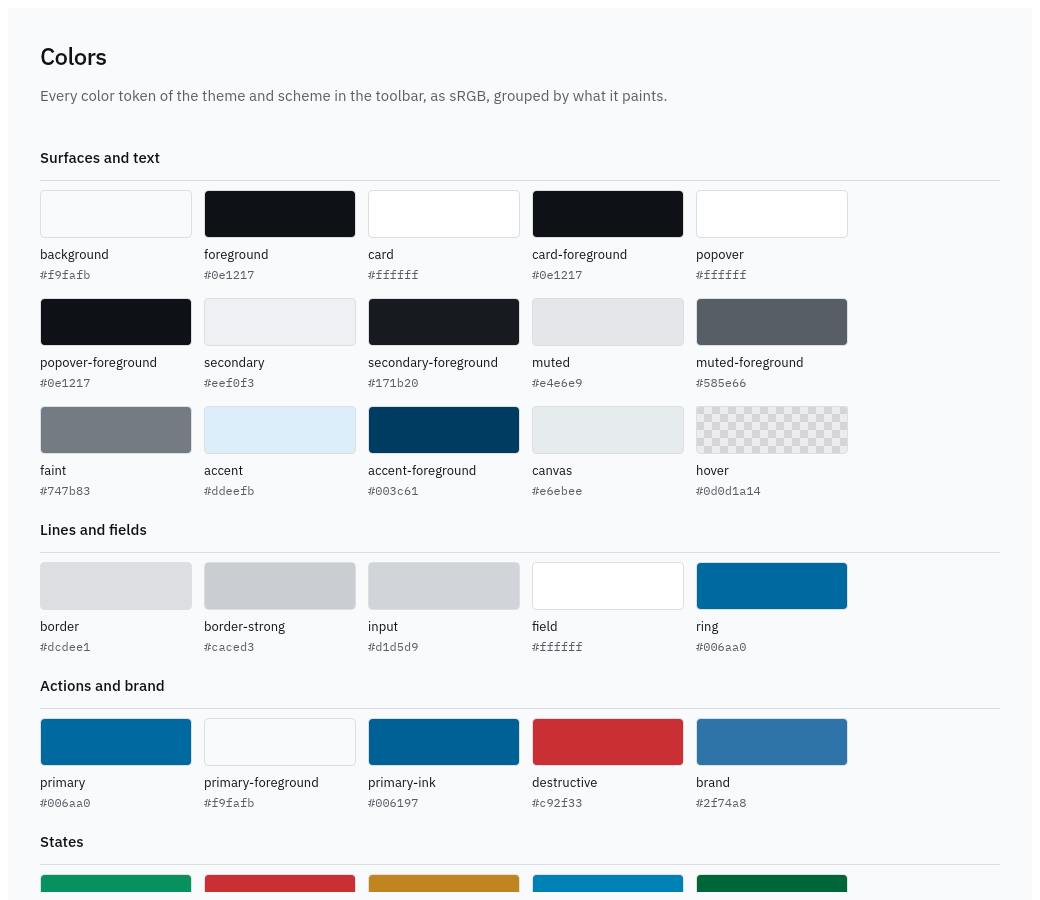 Colors
Every color token of the theme and scheme in the toolbar, as sRGB, grouped by what it paints.
Surfaces and text
background foreground card card-foreground popover
#f9fafb #0e1217 #ffffff #0e1217 #ffffff
popover-foreground secondary secondary-foreground muted muted-foreground
#0e1217 #eef0f3 #171b20 #e4e6e9 #585e66
faint accent accent-foreground canvas hover
#747b83 #ddeefb #003c61 #e6ebee #0d0d1a14
Lines and fields
border border-strong input field ring
#dcdee1 #caced3 #d1d5d9 #ffffff #006aa0
Actions and brand
primary primary-foreground primary-ink destructive brand
#006aa0 #f9fafb #006197 #c92f33 #2f74a8
States